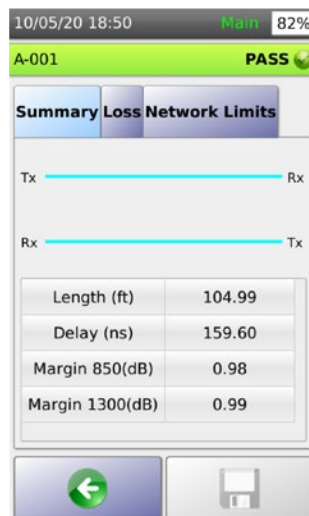 10/05/20 18:50 Main 82%
A-001 PASS
Summary Loss Network Limits
Tx Rx
Rx Tx
Length (ft) 104.99
Delay (ns) 159.60
Margin 850(dB) 0.98
Margin 1300(dB) 0.99